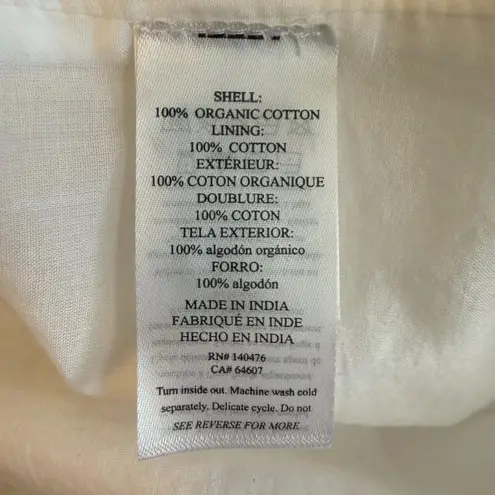 SHELL:
100% ORGANIC COTTON
LINING:
100% COTTON
EXTÉRIEUR:
100% COTON ORGANIQUE
DOUBLURE:
100% COTON
TELA EXTERIOR:
100% algodón orgánico
FORRO:
100% algodón
MADE IN INDIA
FABRIQUÉ EN INDE
HECHO EN INDIA
RN# 140476
CA# 64607
Turn inside out. Machine wash cold
separately. Delicate cycle. Do not
SEE REVERSE FOR MORE